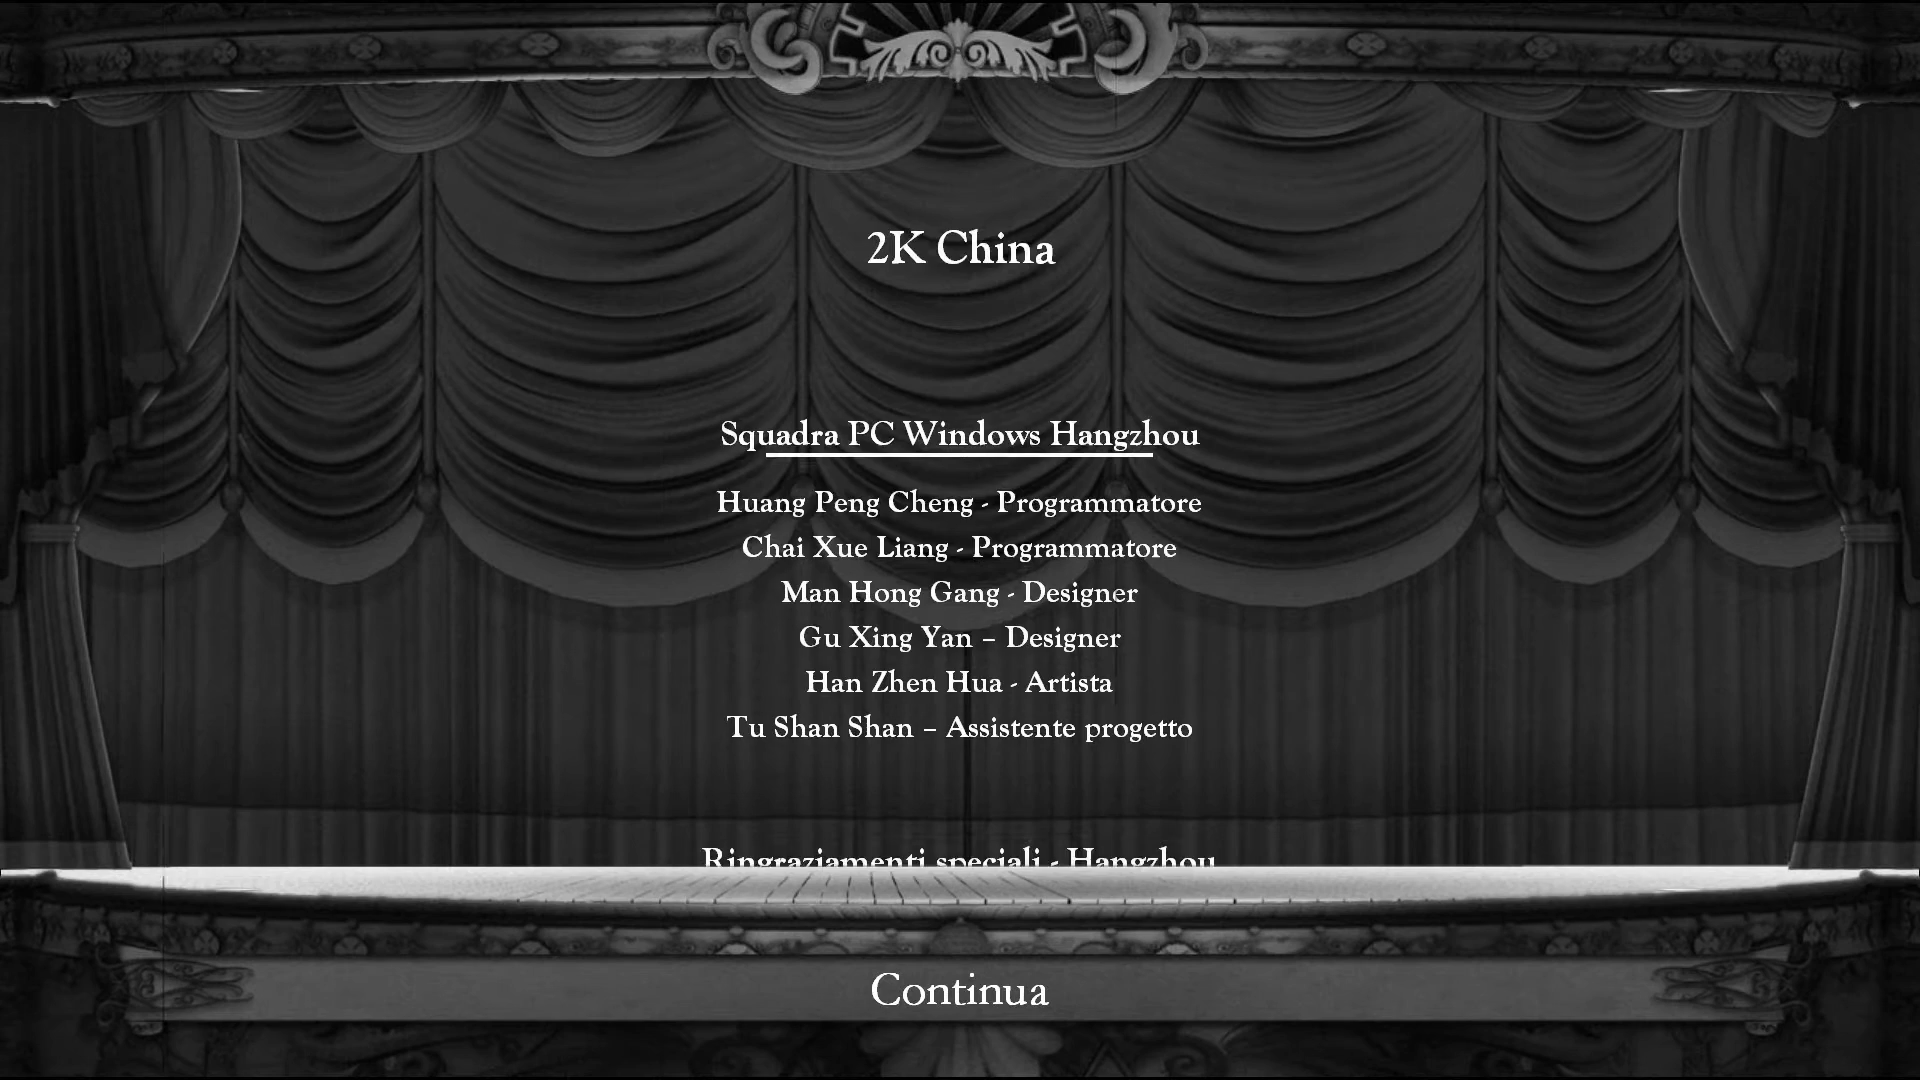 2K China
Squadra PC Windows Hangzhou
Huang Peng Cheng - Programmatore
Chai Xue Liang - Programmatore
Man Hong Gang - Designer
Gu Xing Yan – Designer
Han Zhen Hua - Artista
Tu Shan Shan – Assistente progetto
Ringraziamenti speciali - Hangzhou
Continua